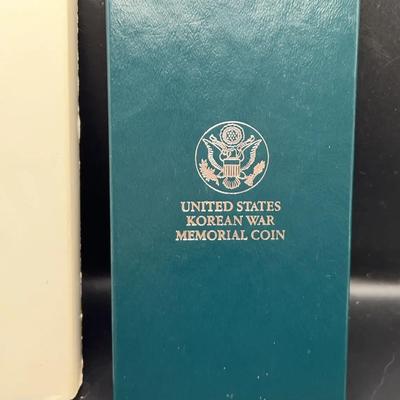 UNITED STATES
KOREAN WAR
MEMORIAL COIN